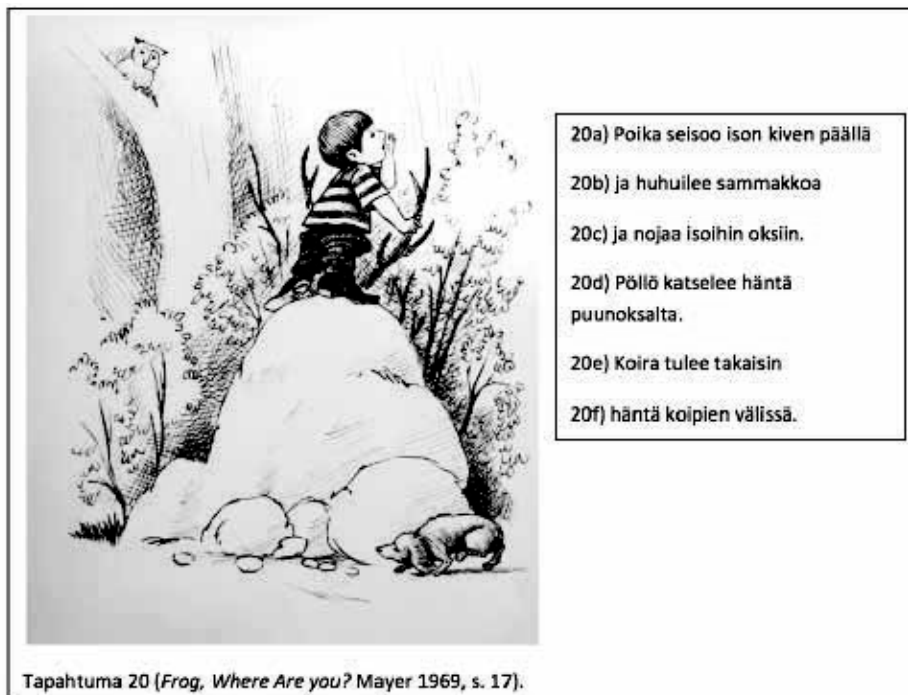 20a) Poika seisoo ison kiven päällä
20b) ja huhuilee sammakkoa
20c) ja nojaa isoihin oksiin.
20d) Pöllö katselee häntä
puunoksalta.
20e) Koira tulee takaisin
20f) häntä koipien välissä.
Tapahtuma 20 (Frog, Where Are you? Mayer 1969, s. 17).